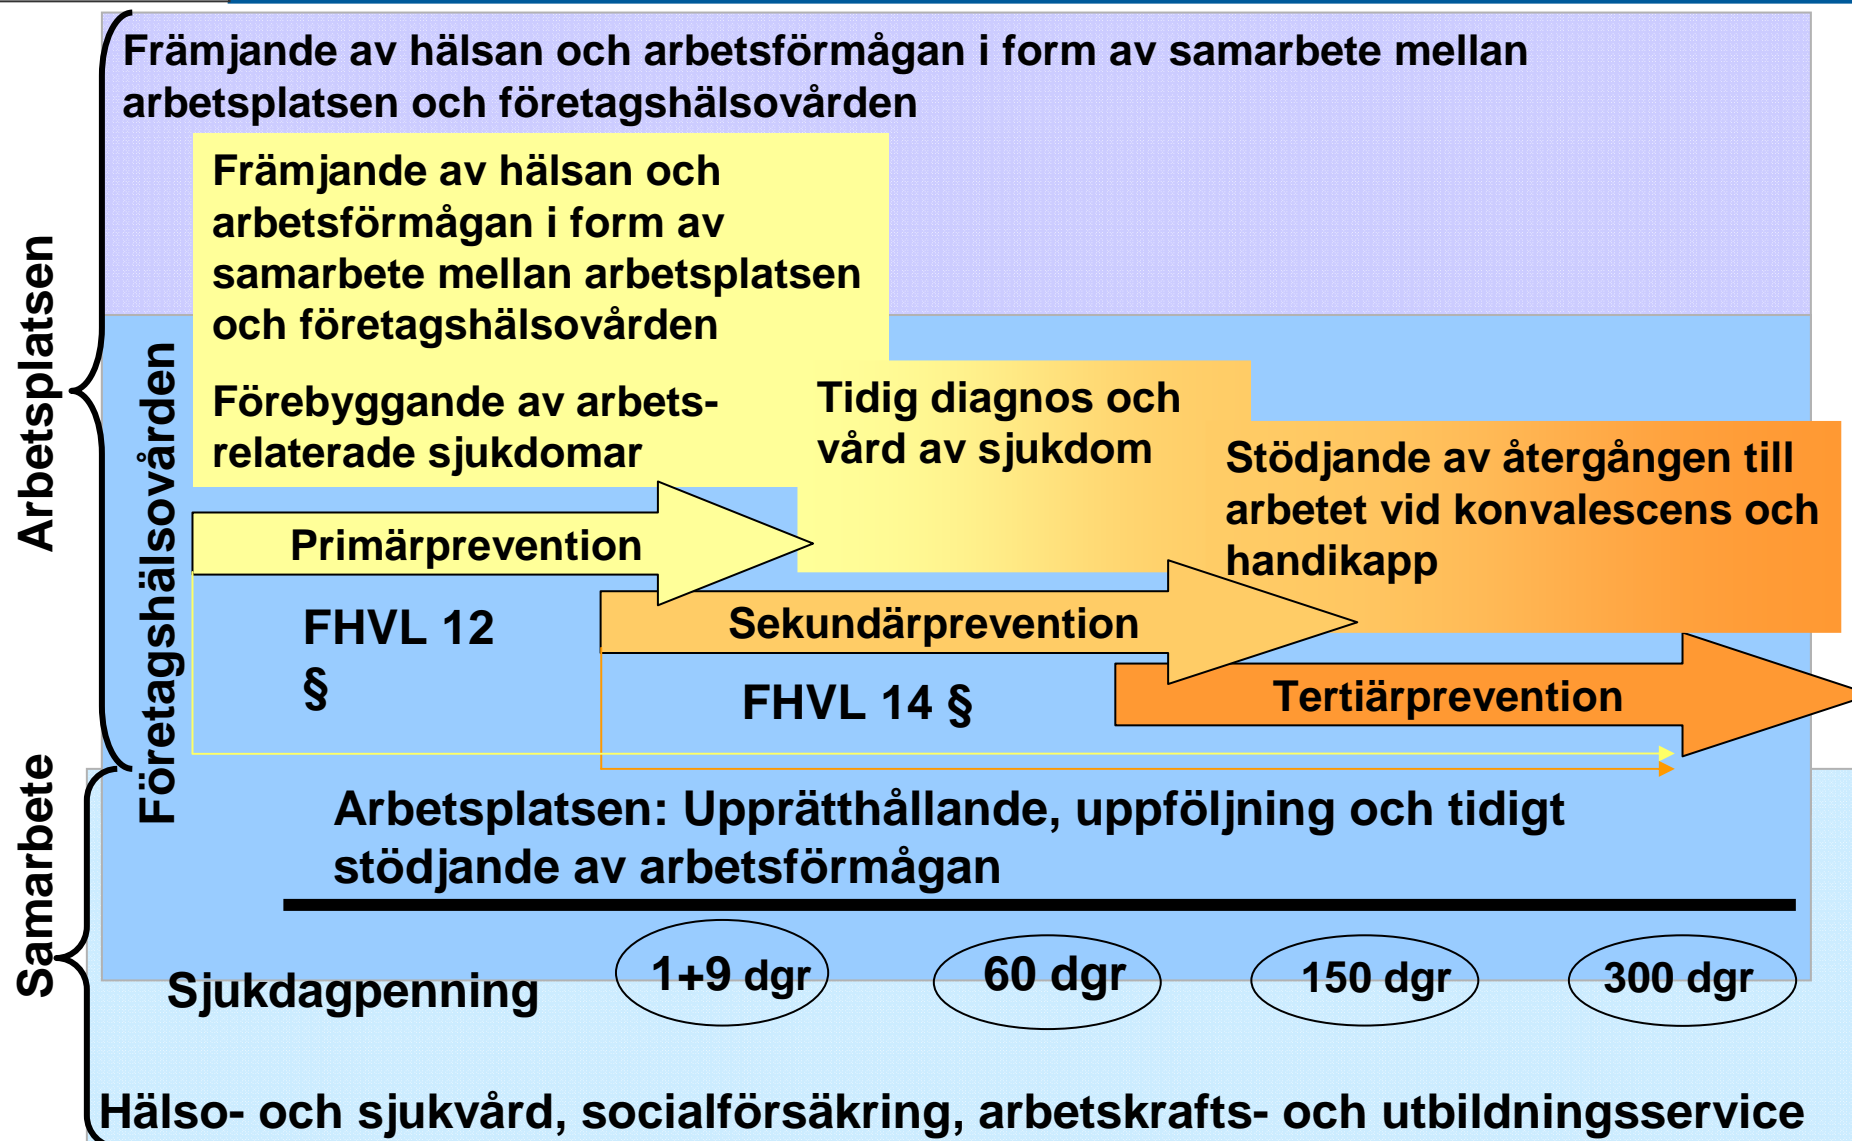 Främjande av hälsan och arbetsförmågan i form av samarbete mellan
arbetsplatsen och företagshälsovården
Främjande av hälsan och
arbetsförmågan i form av
samarbete mellan arbetsplatsen
och företagshälsovården
Förebyggande av arbets-
relaterade sjukdomar
Tidig diagnos och
vård av sjukdom
Stödjande av återgången till
arbetet vid konvalescens och
handikapp
Arbetsplatsen
Företagshälsovården
Primärprevention
FHVL 12
§
Sekundärprevention
FHVL 14 §
Tertiärprevention
Samarbete
Arbetsplatsen: Upprätthållande, uppföljning och tidigt
stödjande av arbetsförmågan
Sjukdagpenning
1+9 dgr
60 dgr
150 dgr
300 dgr
Hälso- och sjukvård, socialförsäkring, arbetskrafts- och utbildningsservice